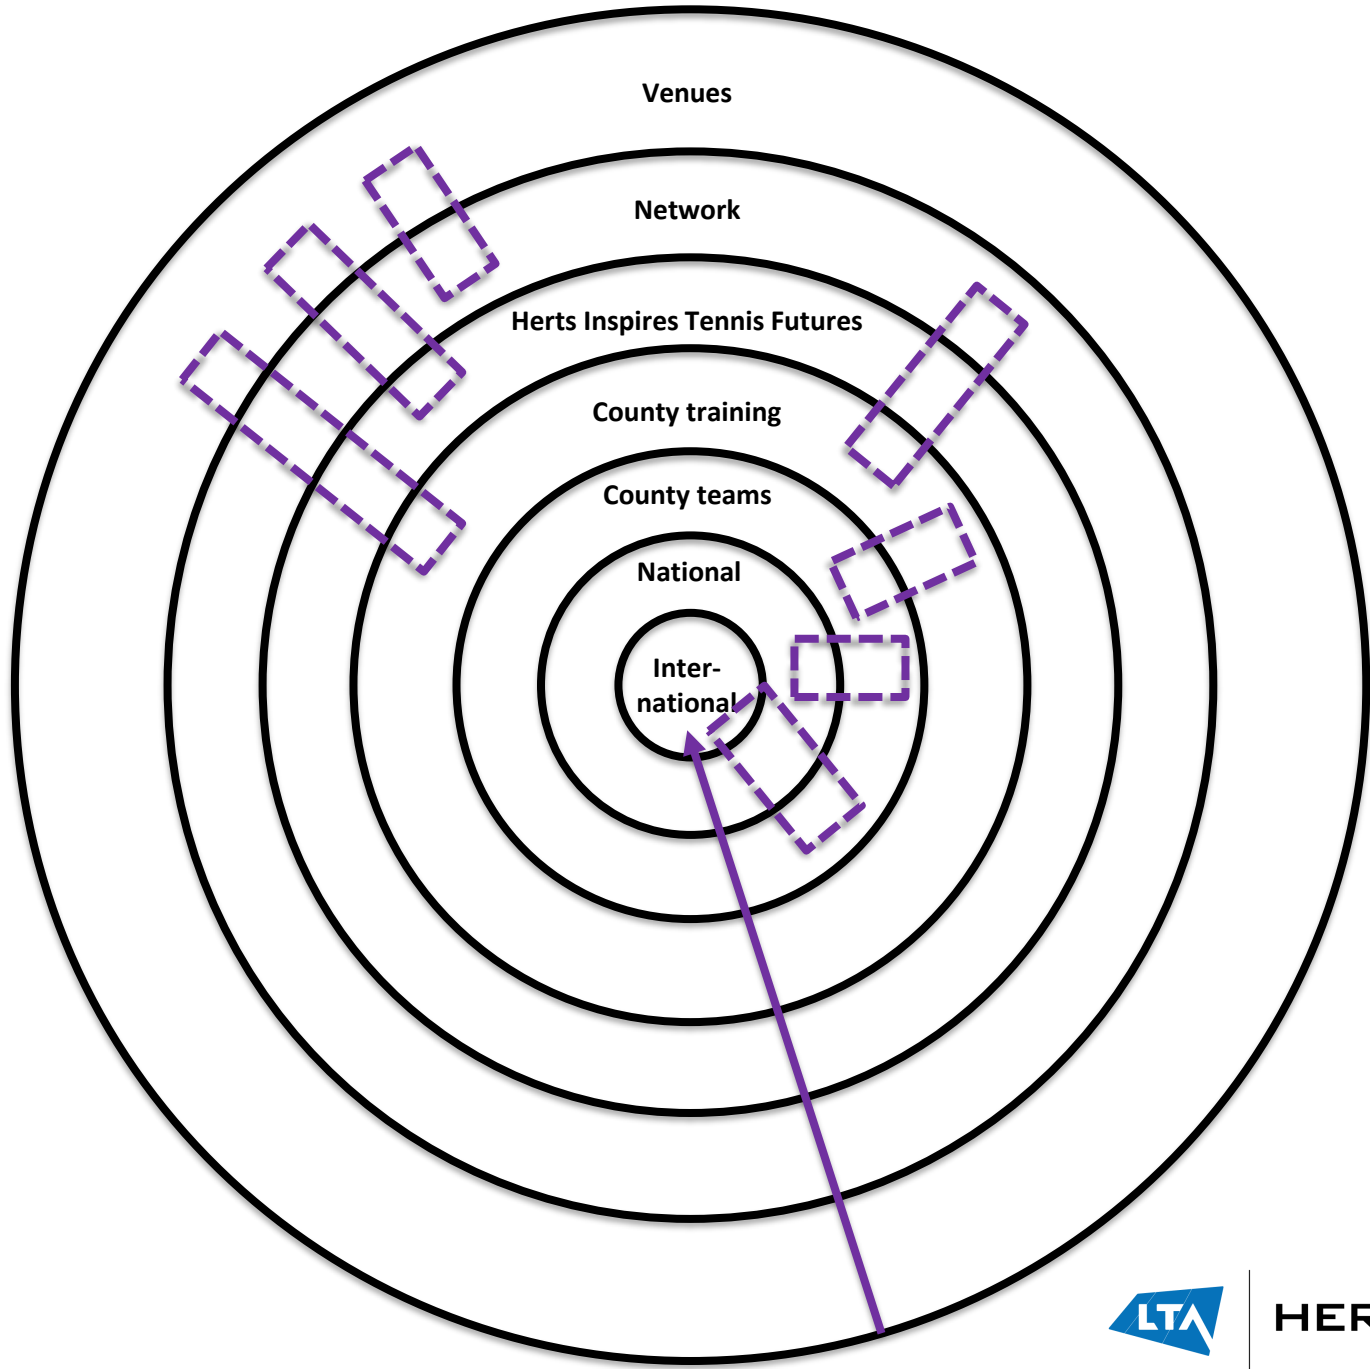 Venues
Network
Herts Inspires Tennis Futures
County training
County teams
National
Inter-
national
LTA
HER